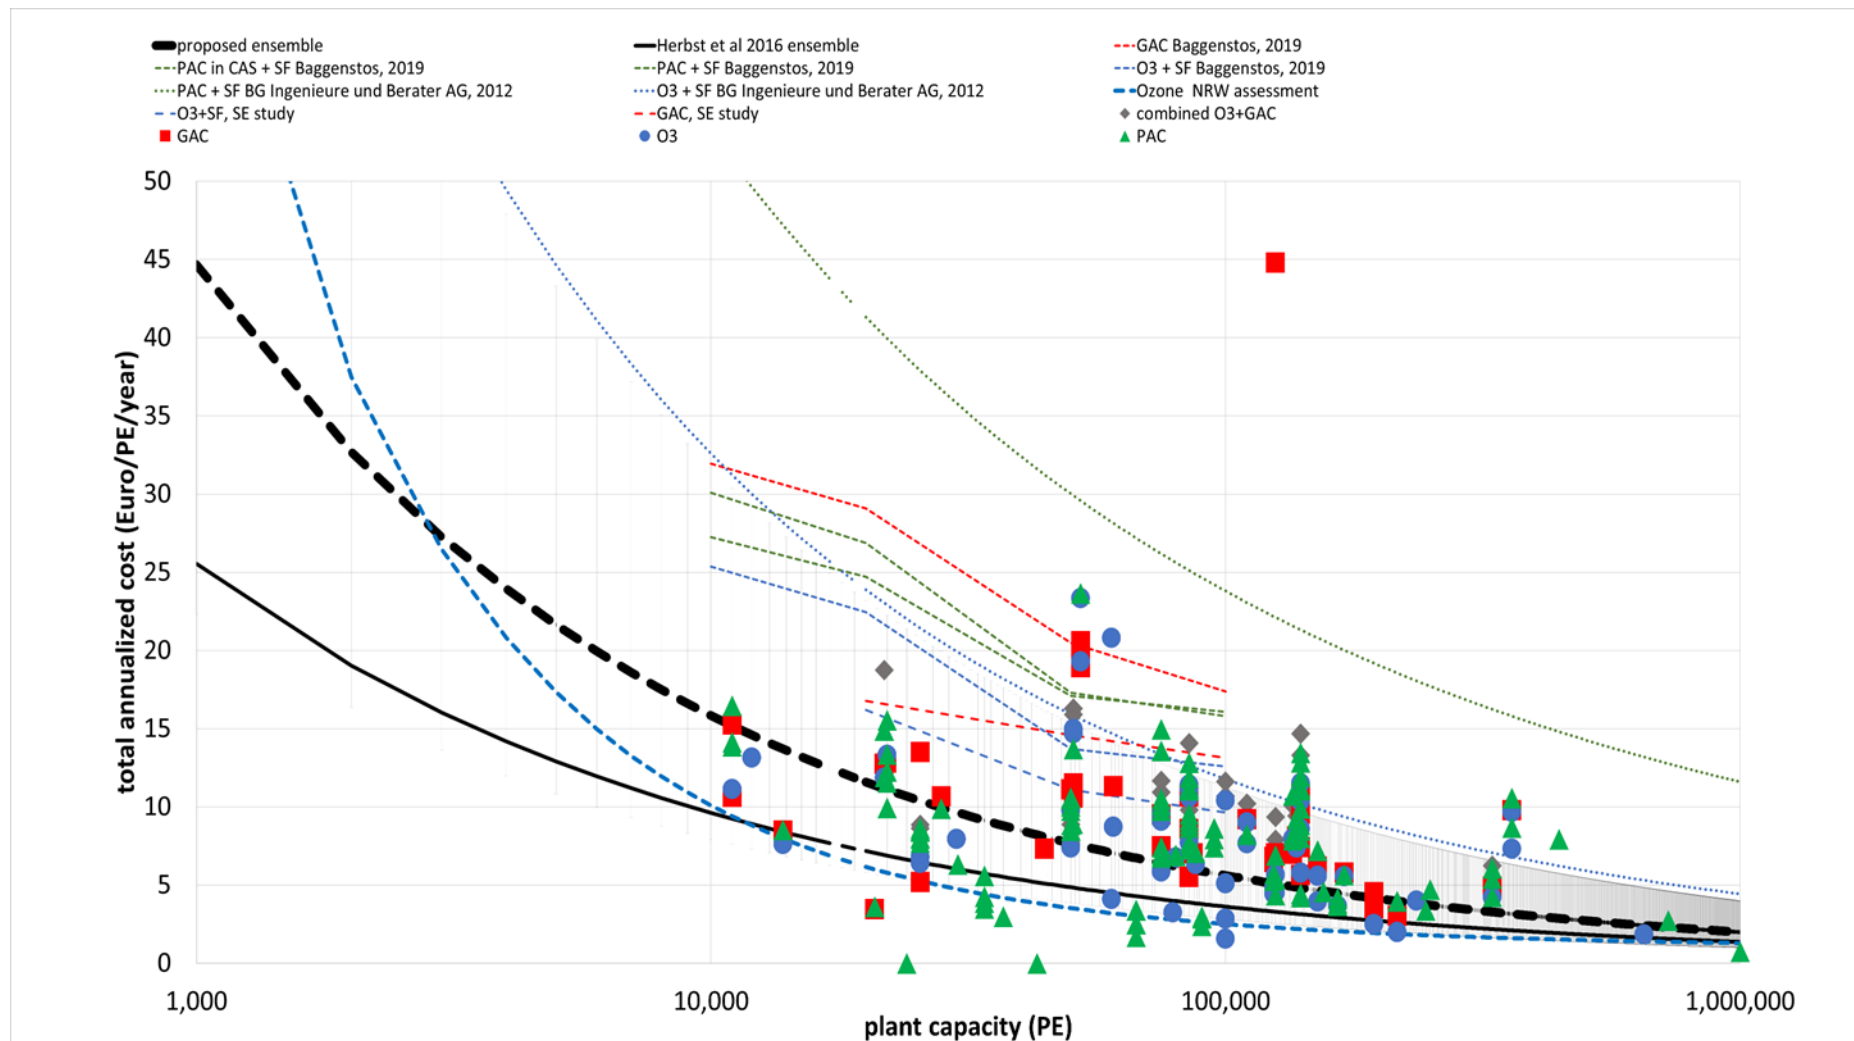 proposed ensemble Herbst et al 2016 ensemble GAC Baggenstos, 2019
PAC in CAS + SF Baggenstos, 2019 PAC + SF Baggenstos, 2019 O3 + SF Baggenstos, 2019
PAC + SF BG Ingenieure und Berater AG, 2012 O3 + SF BG Ingenieure und Berater AG, 2012 Ozone NRW assessment
O3+SF, SE study GAC, SE study combined O3+GAC
GAC O3 PAC
total annualized cost (Euro/PE/year)
50
45
40
35
30
25
20
15
10
5
0
1,000 10,000 100,000 1,000,000
plant capacity (PE)